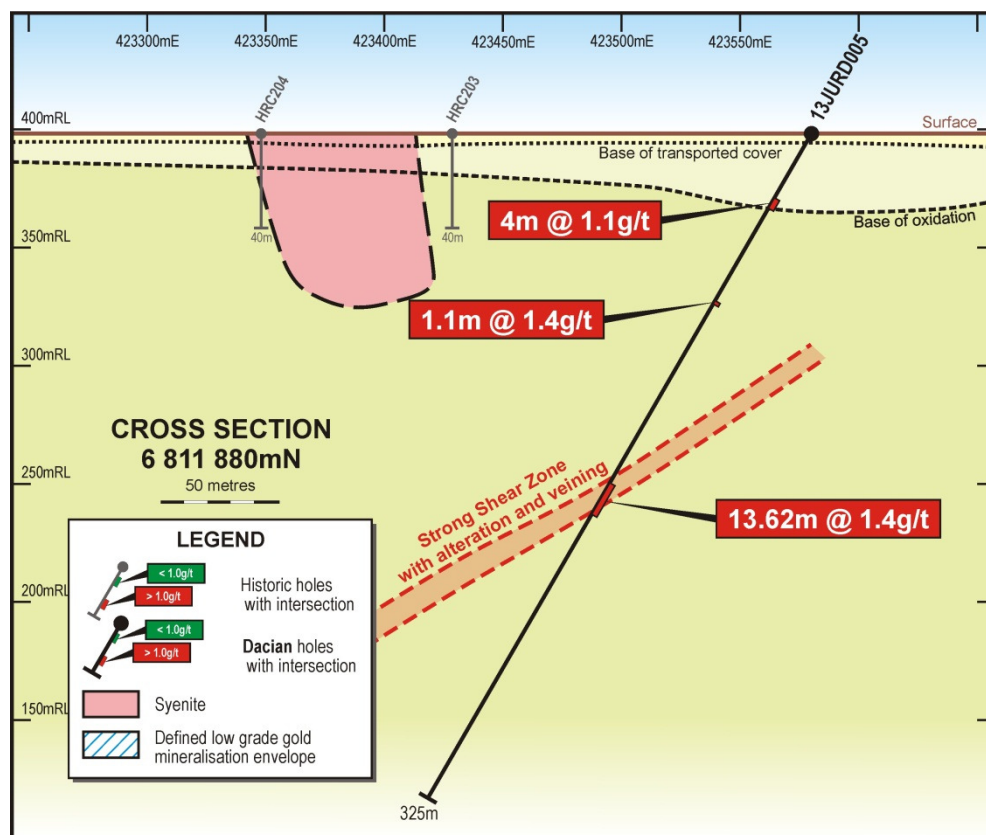 423300mE
423350mE
423400mE
423450mE
423500mE
423550mE
HRC204
HRC203
13JURD005
400mRL
Surface
Base of transported cover
Base of oxidation
4m @ 1.1g/t
40m
40m
350mRL
1.1m @ 1.4g/t
300mRL
CROSS SECTION
6 811 880mN
50 metres
250mRL
Strong Shear Zone
with alteration and veining
13.62m @ 1.4g/t
LEGEND
< 1.0g/t
> 1.0g/t
Historic holes
with intersection
< 1.0g/t
> 1.0g/t
Dacian holes
with intersection
Syenite
Defined low grade gold
mineralisation envelope
200mRL
150mRL
325m